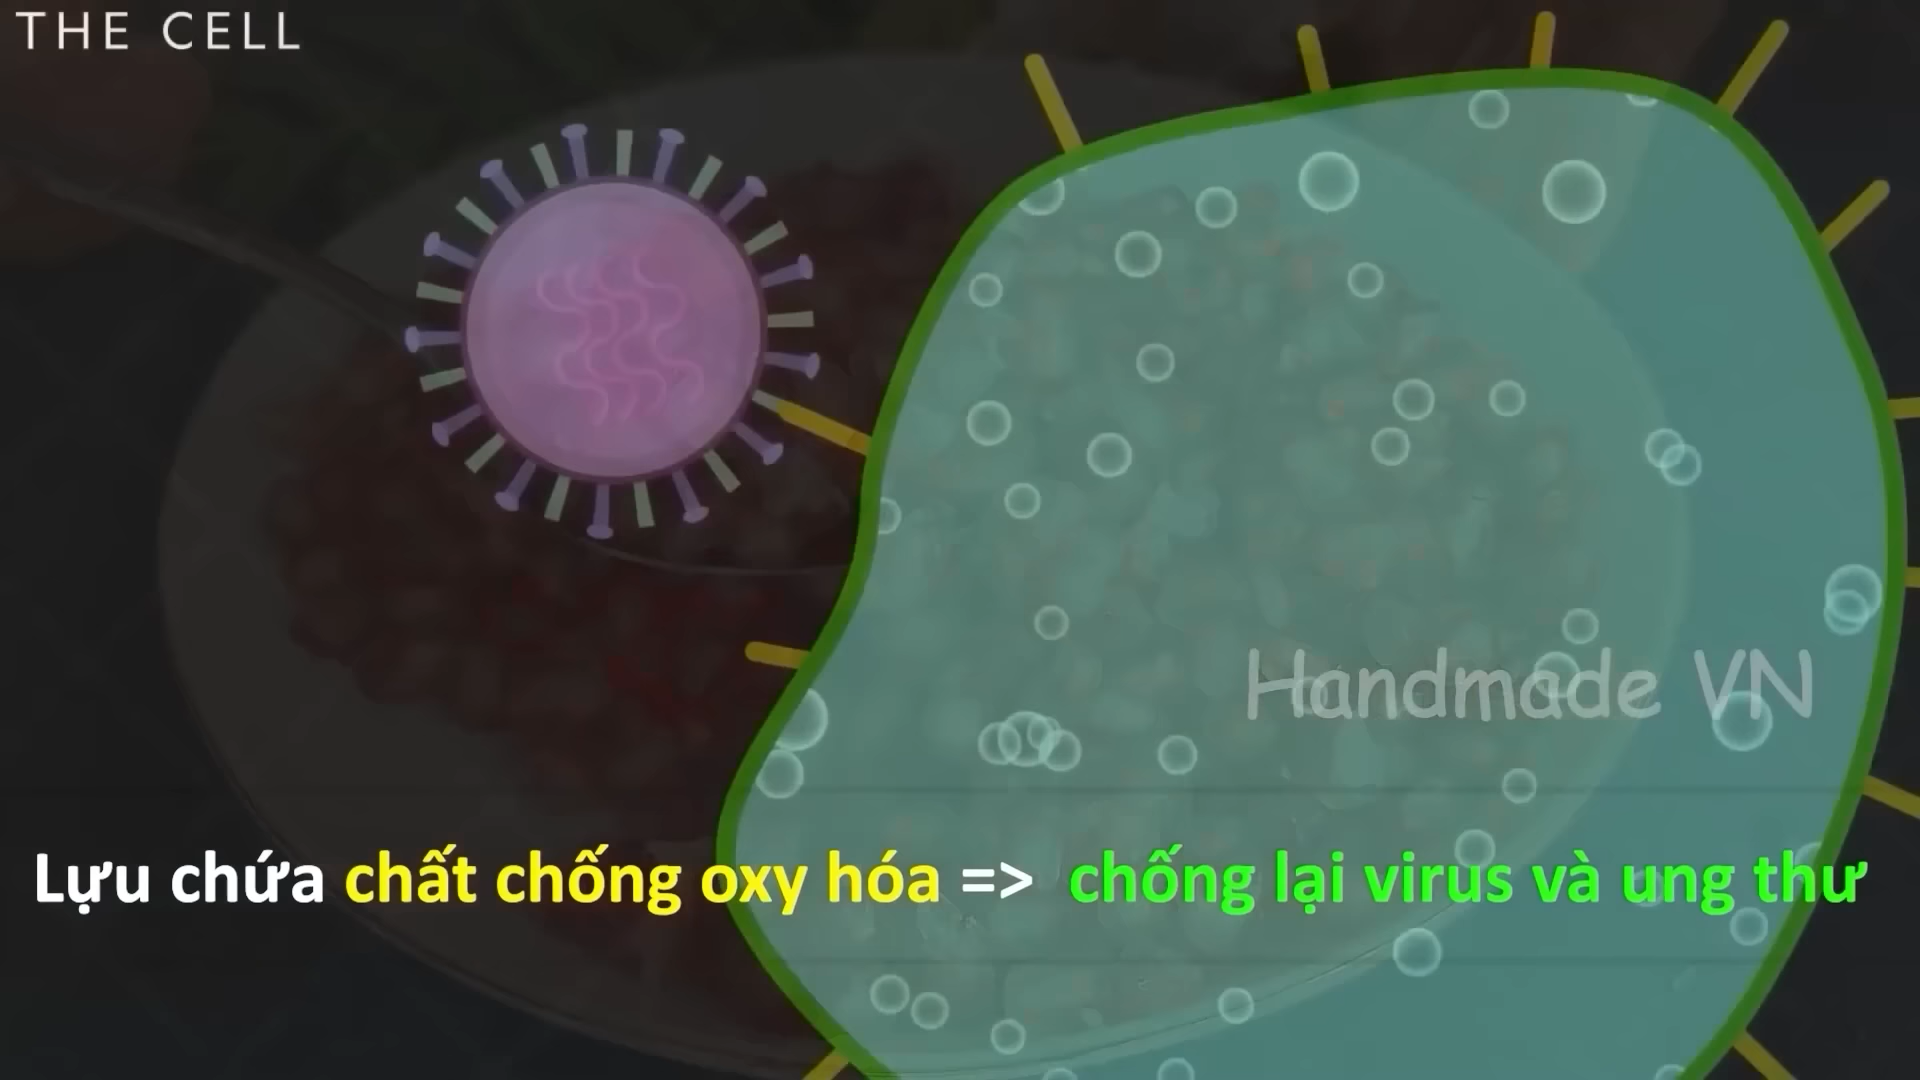 THE CELL
Handmade VN
Lựu chứa chất chống oxy hóa => chống lại virus và ung thư